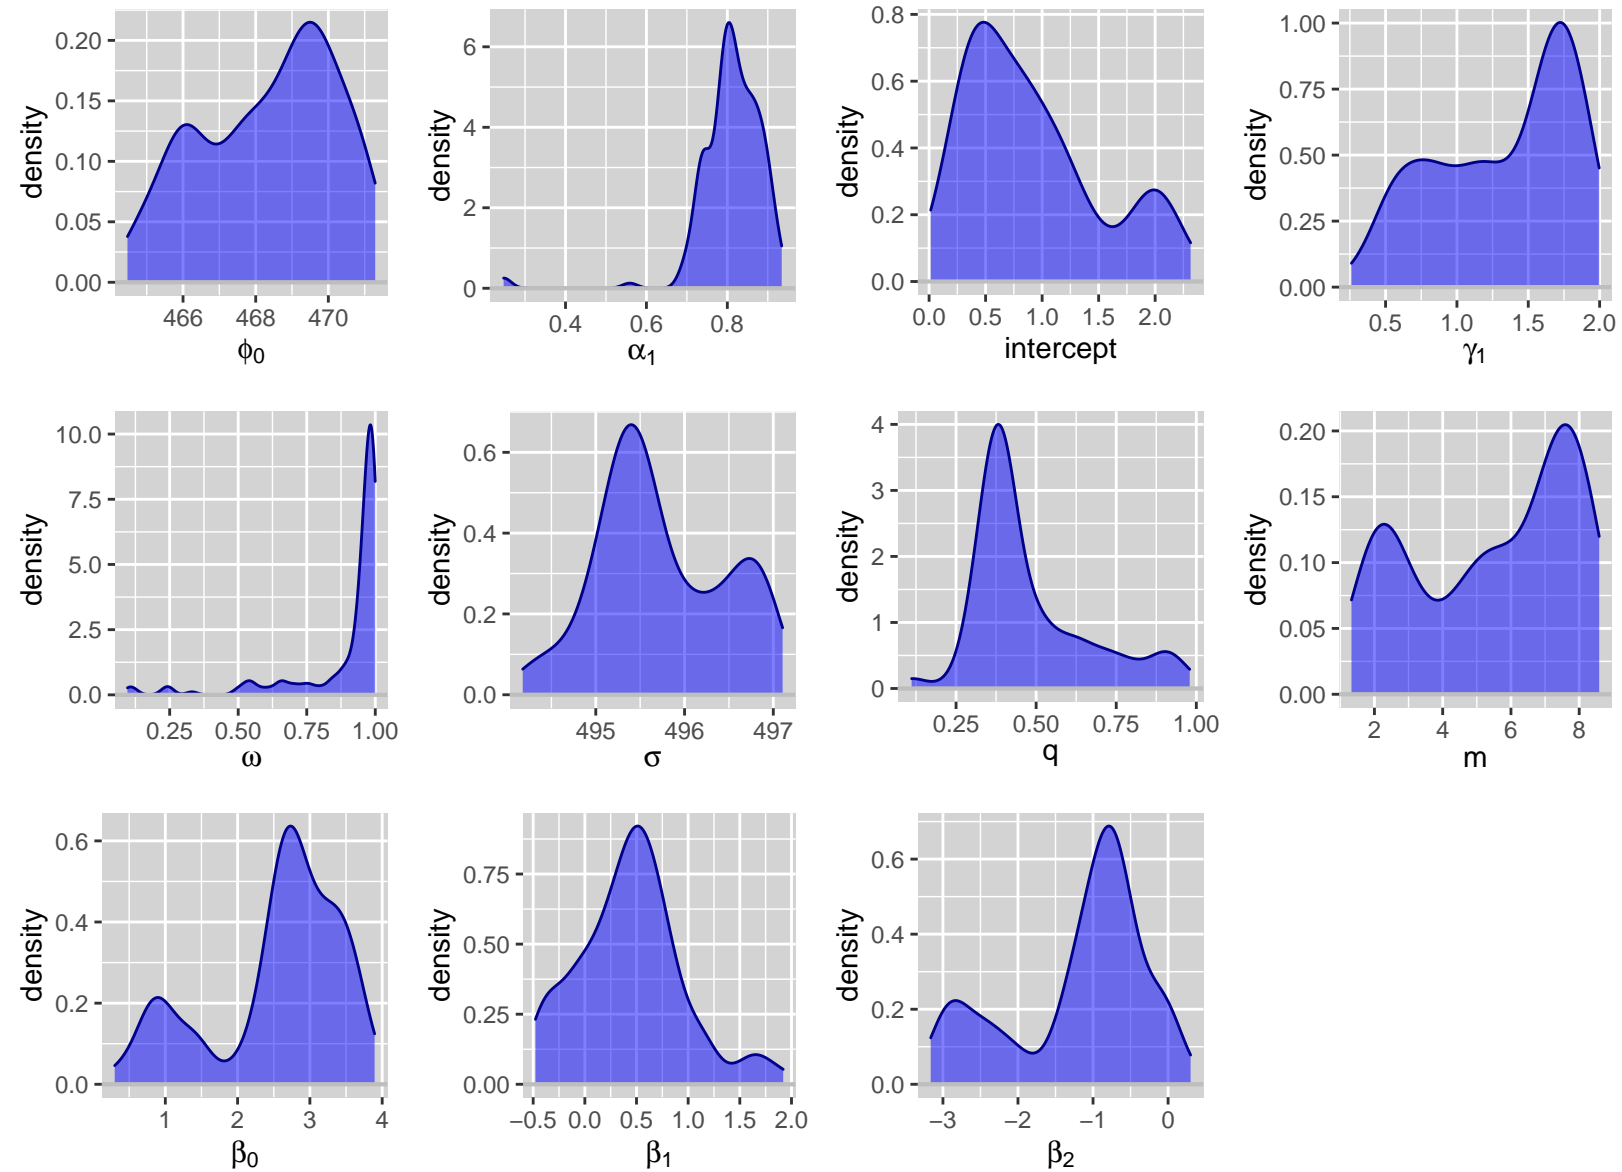 density
0.20
0.15
0.10
0.05
0.00
466 468 470
ϕ0
density
6
4
2
0
0.4 0.6 0.8
α1
density
0.8
0.6
0.4
0.2
0.0
0.0 0.5 1.0 1.5 2.0
intercept
density
1.00
0.75
0.50
0.25
0.00
0.5 1.0 1.5 2.0
γ1
density
10.0
7.5
5.0
2.5
0.0
0.25 0.50 0.75 1.00
ω
density
0.6
0.4
0.2
0.0
495 496 497
σ
density
4
3
2
1
0
0.25 0.50 0.75 1.00
q
density
0.20
0.15
0.10
0.05
0.00
2 4 6 8
m
density
0.6
0.4
0.2
0.0
1 2 3 4
β0
density
0.75
0.50
0.25
0.00
−0.5 0.0 0.5 1.0 1.5 2.0
β1
density
0.6
0.4
0.2
0.0
−3 −2 −1 0
β2